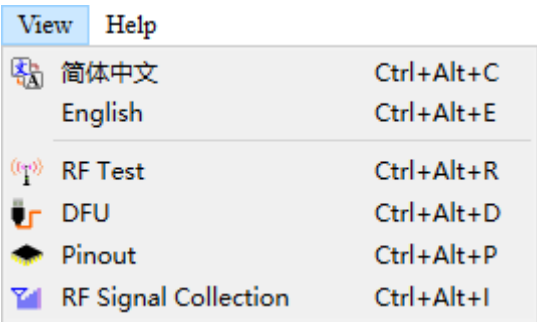 View Help
简体中文 Ctrl+Alt+C
English Ctrl+Alt+E
RF Test Ctrl+Alt+R
DFU Ctrl+Alt+D
Pinout Ctrl+Alt+P
RF Signal Collection Ctrl+Alt+I